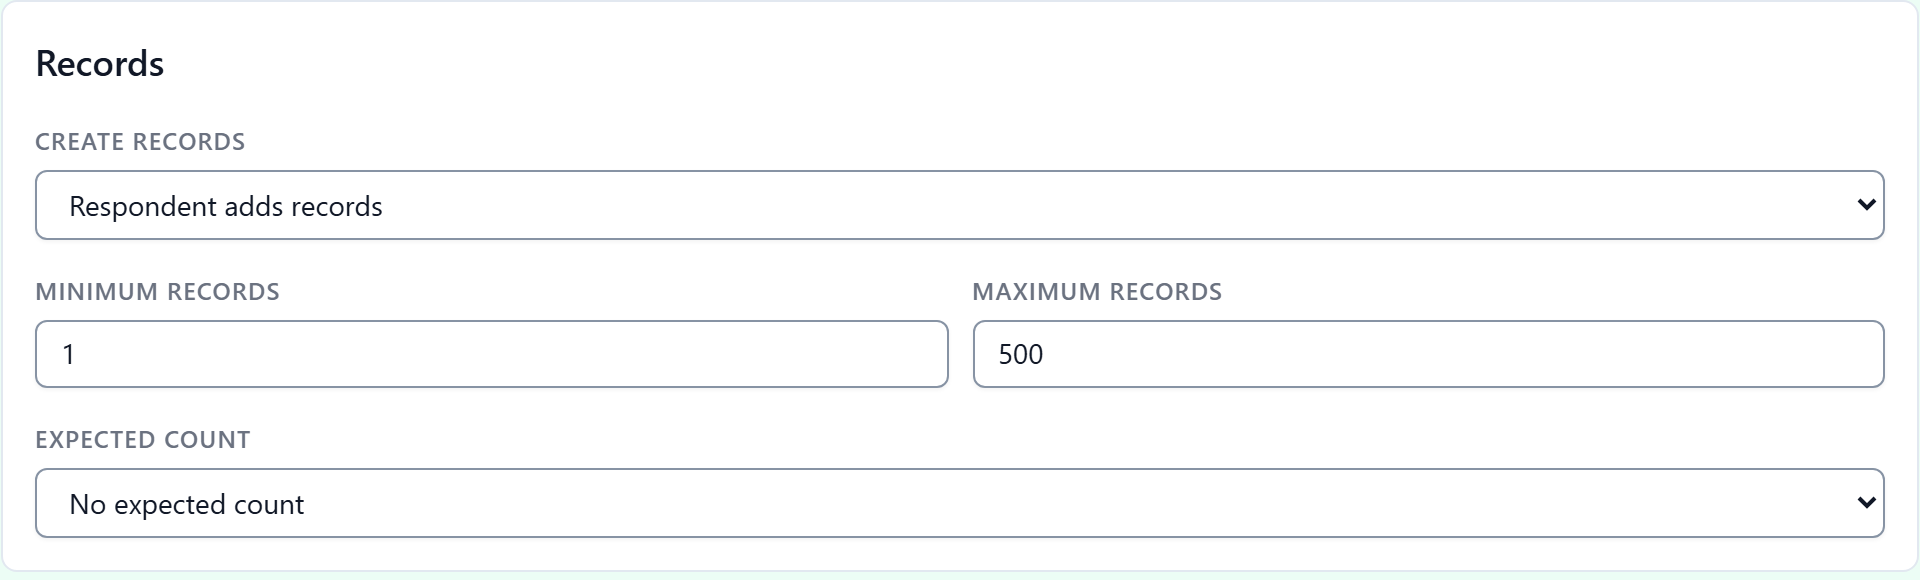 Records
CREATE RECORDS
Respondent adds records
MINIMUM RECORDS
MAXIMUM RECORDS
1
500
EXPECTED COUNT
No expected count